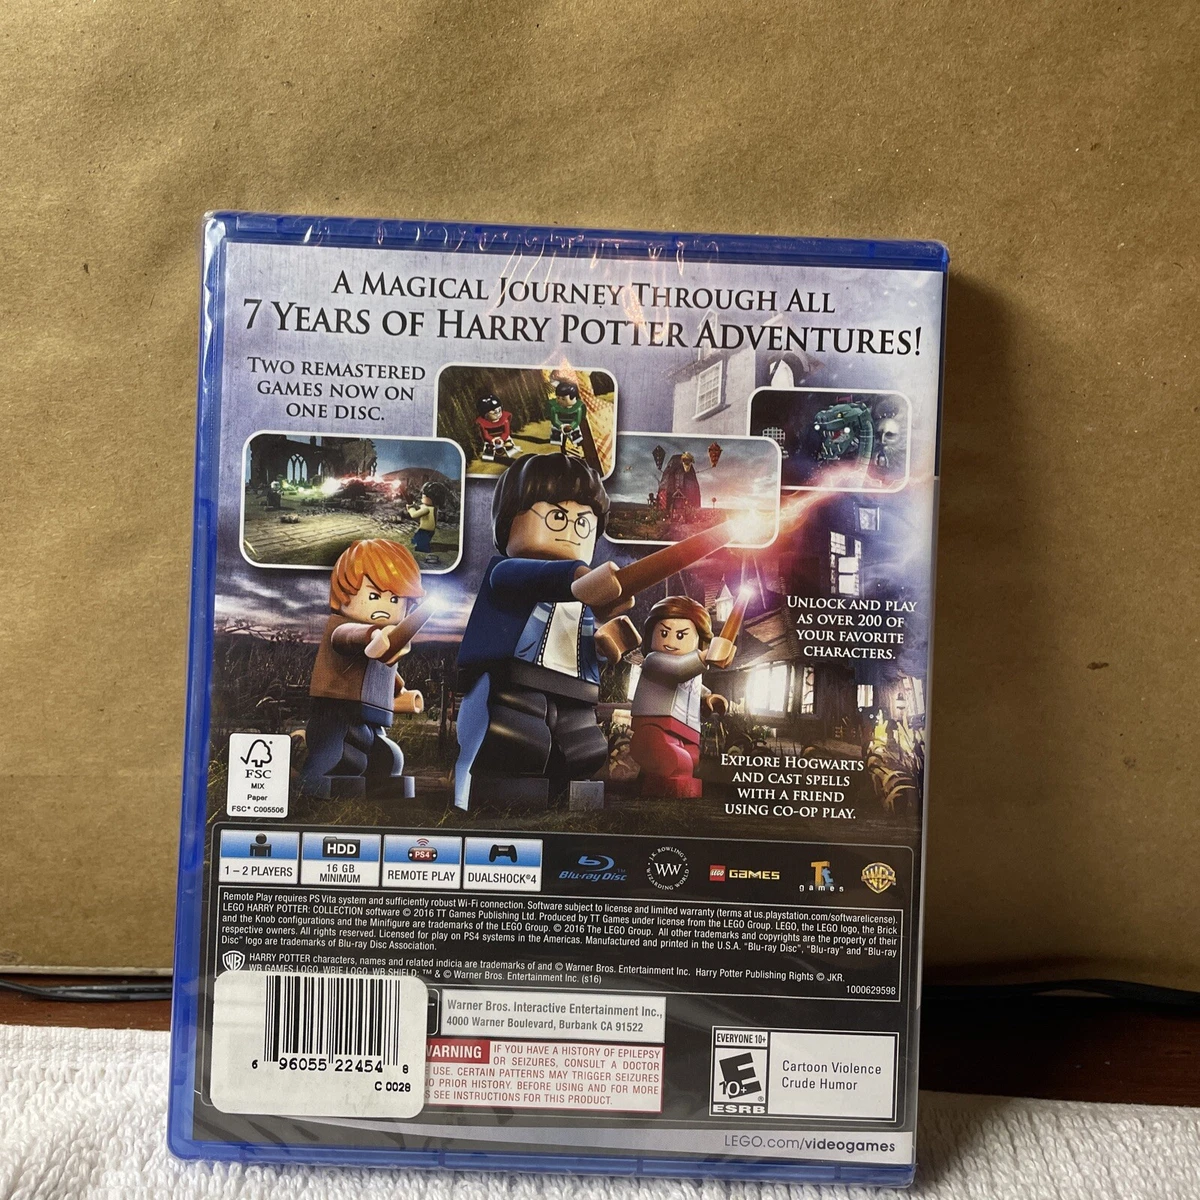 A MAGICAL JOURNEY THROUGH ALL
7 YEARS OF HARRY POTTER ADVENTURES!
TWO REMASTERED
GAMES NOW ON
ONE DISC.
UNLOCK AND PLAY
AS OVER 200 OF
YOUR FAVORITE
CHARACTERS.
EXPLORE HOGWARTS
AND CAST SPELLS
WITH A FRIEND
USING CO-OP PLAY.
FSC
MIX
Paper
FSC® C005506
1 – 2 PLAYERS
HDD
16 GB
MINIMUM
PS4
REMOTE PLAY
DUALSHOCK®4
Blu-ray Disc™
J.K. ROWLING'S
WW
WIZARDING WORLD
LEGO GAMES
Tt
games
WB
Remote Play requires PS Vita system and sufficiently robust Wi-Fi connection. Software subject to license and limited warranty (terms at us.playstation.com/softwarelicense).
LEGO HARRY POTTER: COLLECTION software © 2016 TT Games Publishing Ltd. Produced by TT Games under license from the LEGO Group. LEGO, the LEGO logo, the Brick
and the Knob configurations and the Minifigure are trademarks of the LEGO Group. © 2016 The LEGO Group. All other trademarks and copyrights are the property of their
respective owners. All rights reserved. Licensed for play on PS4 systems in the Americas. Manufactured and printed in the U.S.A. "Blu-ray Disc", "Blu-ray" and "Blu-ray
Disc" logo are trademarks of Blu-ray Disc Association.
WB HARRY POTTER characters, names and related indicia are trademarks of and © Warner Bros. Entertainment Inc. Harry Potter Publishing Rights © JKR.
WB GAMES LOGO, WBIE LOGO, WB SHIELD: ™ & © Warner Bros. Entertainment Inc. (s16)
1000629598
Warner Bros. Interactive Entertainment Inc.,
4000 Warner Boulevard, Burbank CA 91522
WARNING IF YOU HAVE A HISTORY OF EPILEPSY
OR SEIZURES, CONSULT A DOCTOR
USE. CERTAIN PATTERNS MAY TRIGGER SEIZURES
O PRIOR HISTORY. BEFORE USING AND FOR MORE
SEE INSTRUCTIONS FOR THIS PRODUCT.
6 96055 22454 8
C 0028
EVERYONE 10+
E
10+
®
ESRB
Cartoon Violence
Crude Humor
LEGO.com/videogames